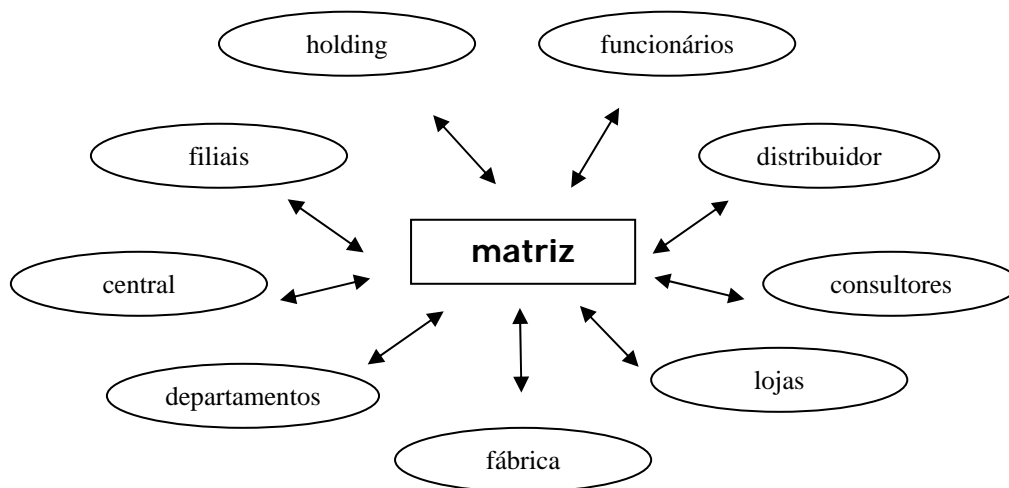 holding
funcionários
filiais
distribuidor
matriz
central
consultores
departamentos
lojas
fábrica